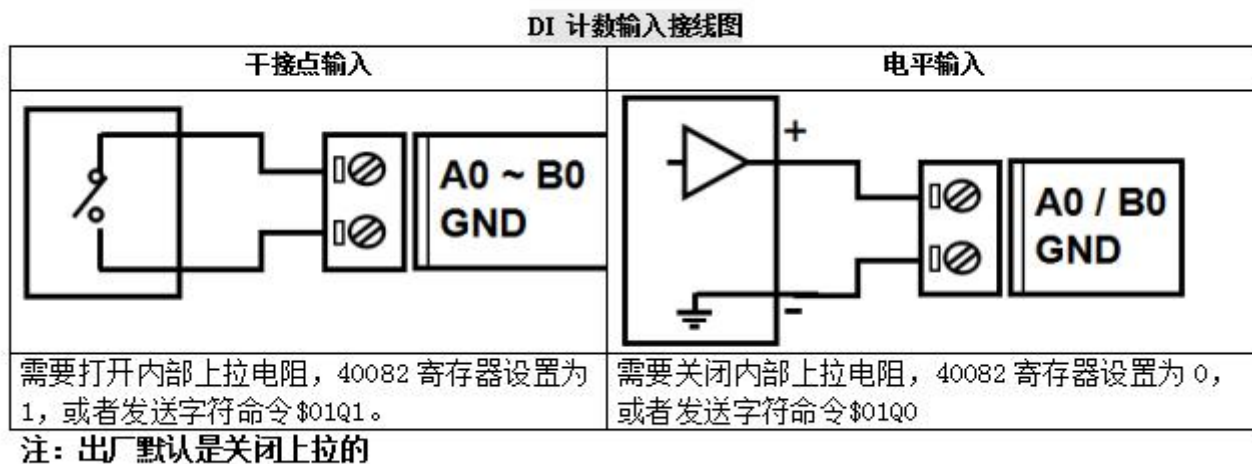 DI 计数输入接线图
干接点输入
电平输入
A0 ~ B0
GND
+
A0 / B0
GND
-
需要打开内部上拉电阻，40082 寄存器设置为
1，或者发送字符命令$01Q1。
需要关闭内部上拉电阻，40082 寄存器设置为 0，
或者发送字符命令$01Q0
注：出厂默认是关闭上拉的